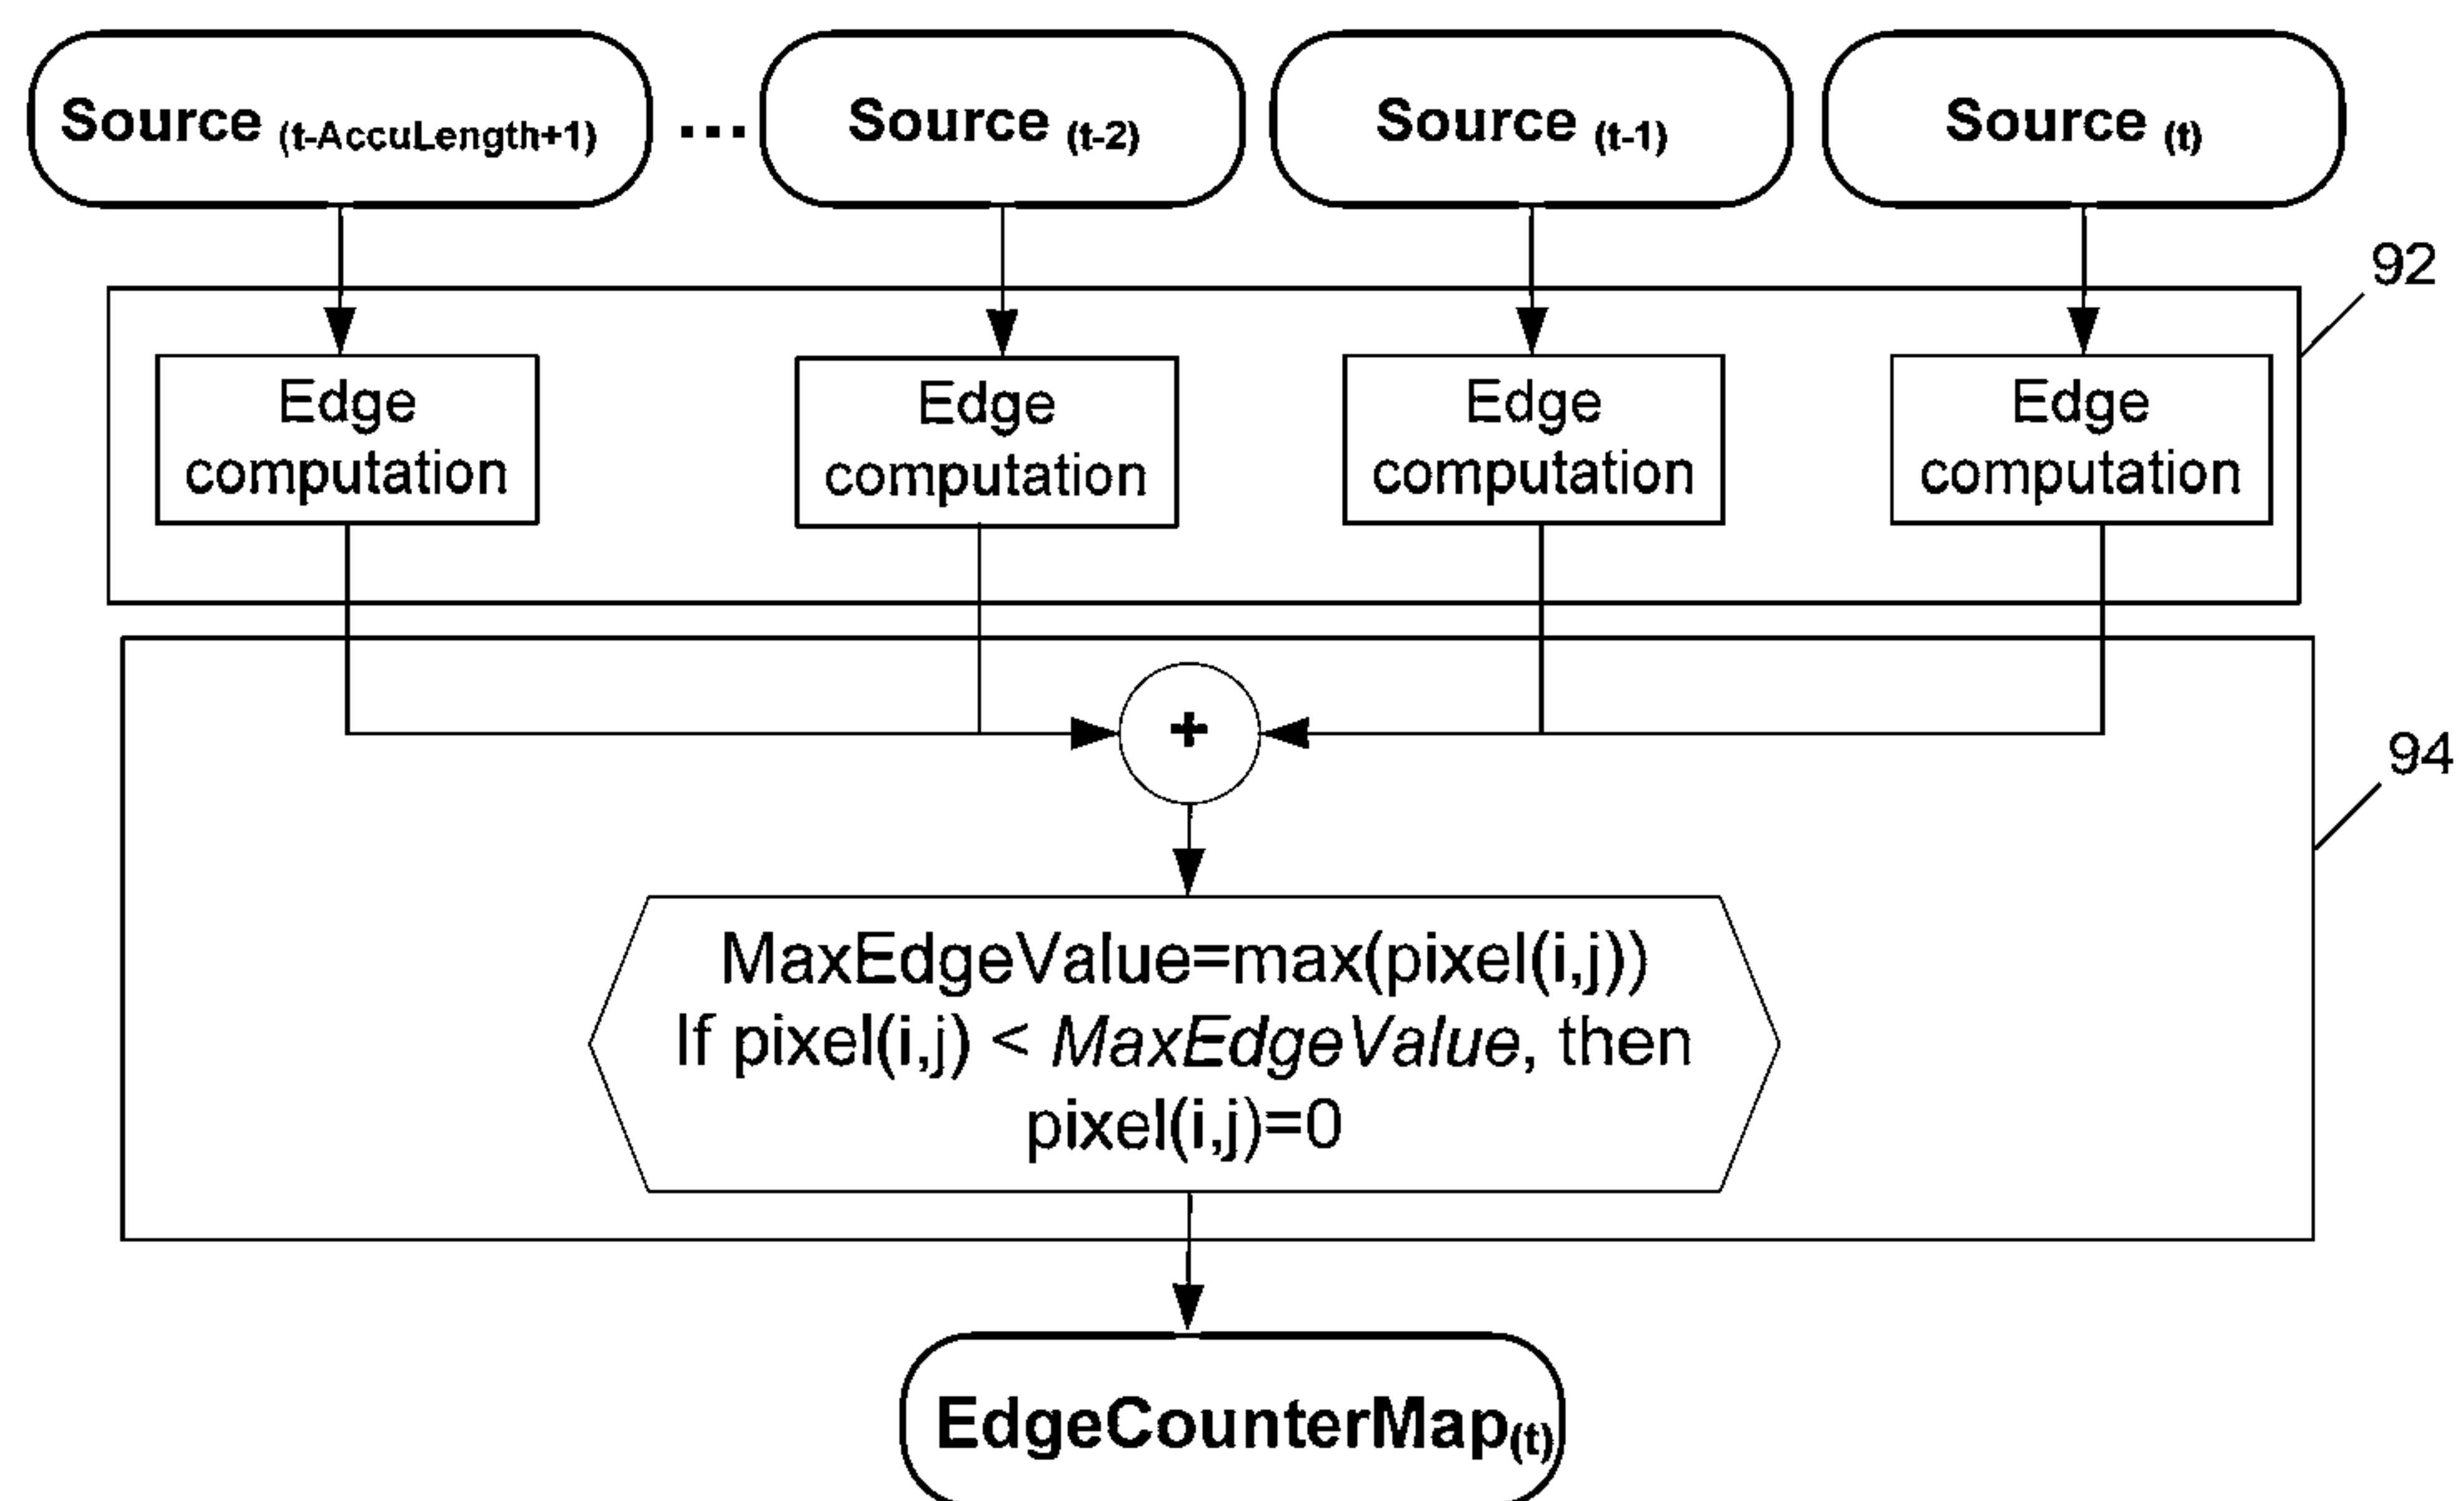 Source (t-AccuLength+1) ... Source (t-2) Source (t-1) Source (t)
92
Edge
computation
Edge
computation
Edge
computation
Edge
computation
+
94
MaxEdgeValue=max(pixel(i,j))
If pixel(i,j) < MaxEdgeValue, then
pixel(i,j)=0
EdgeCounterMap(t)